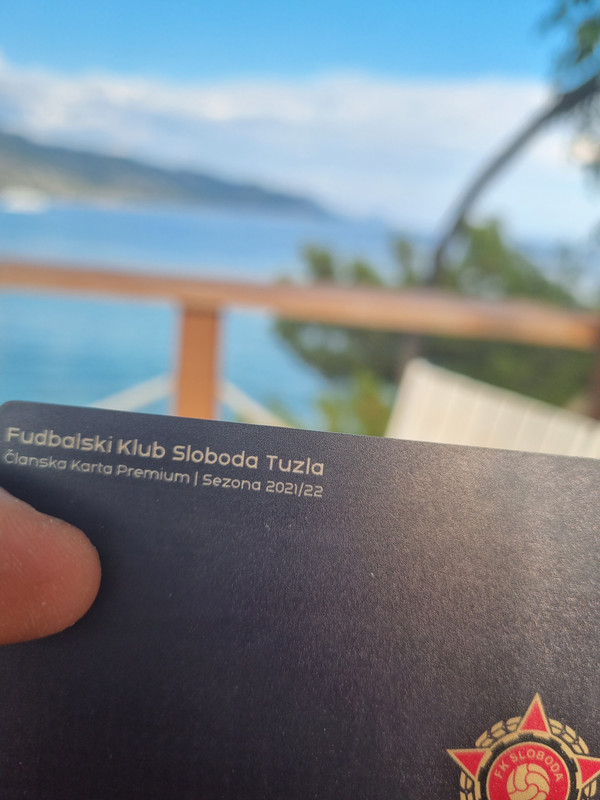 Fudbalski Klub Sloboda Tuzla
Članska Karta Premium | Sezona 2021/22
FK SLOBODA